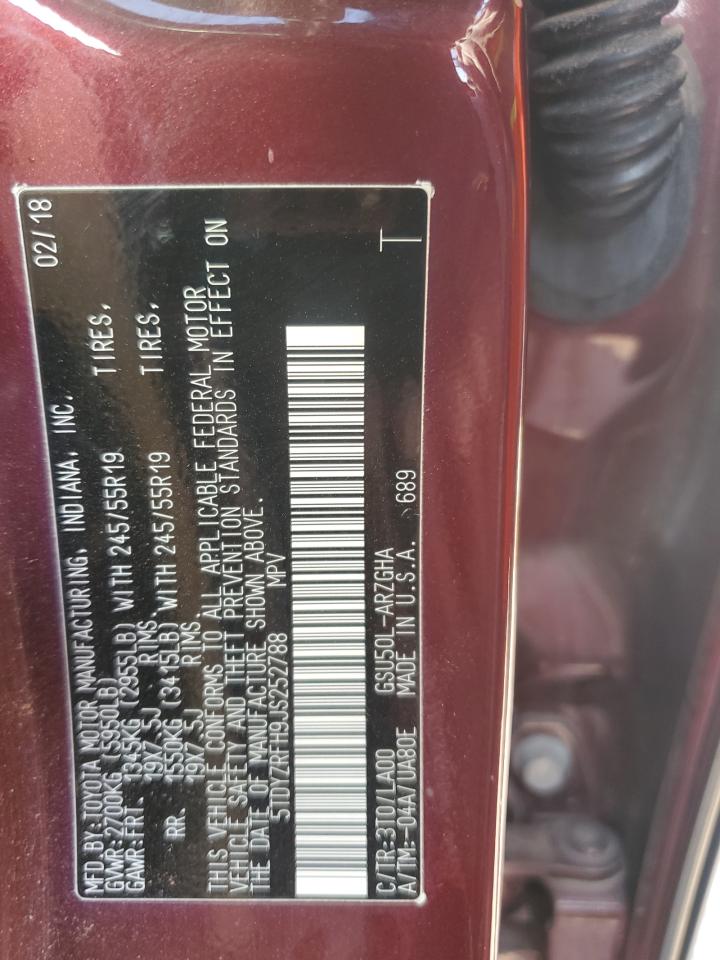 MFD. BY: TOYOTA MOTOR MANUFACTURING, INDIANA, INC. 02/18
GVWR: 2700KG (5950LB)
GAWR: FRT. 1345KG (2955LB) WITH 245/55R19 TIRES,
19X7.5J RIMS,
RR. 1550KG (3415LB) WITH 245/55R19 TIRES,
19X7.5J RIMS.
THIS VEHICLE CONFORMS TO ALL APPLICABLE FEDERAL MOTOR
VEHICLE SAFETY AND THEFT PREVENTION STANDARDS IN EFFECT ON
THE DATE OF MANUFACTURE SHOWN ABOVE.
5TDYZRFH9JS252788 MPV
C/TR: 3T0/LA00 GSU50L-ARZGHA T
A/TM: -04A/UA80E MADE IN U.S.A. 689